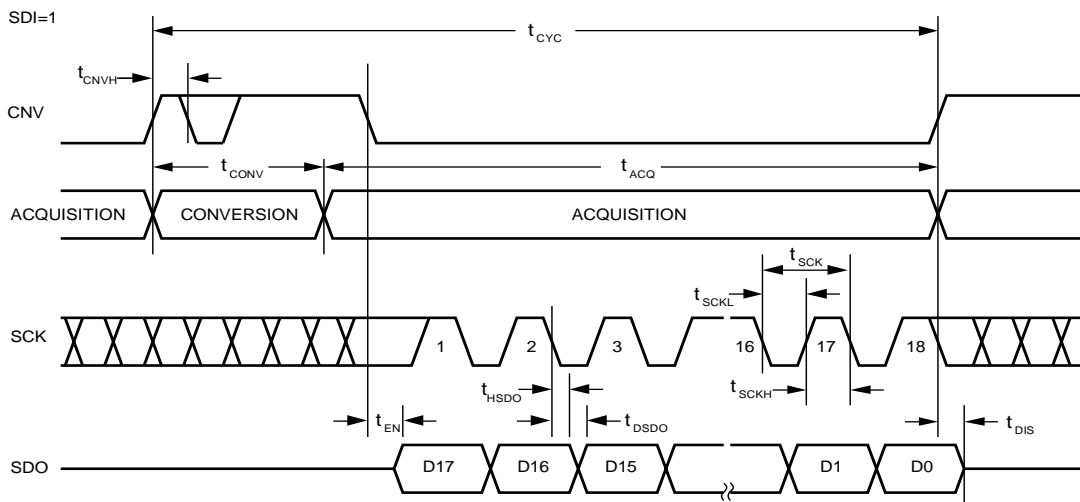 SDI=1
tCYC
tCNVH
CNV
tCONV
tACQ
ACQUISITION CONVERSION ACQUISITION
tSCK
tSCKL
SCK
1 2 3 16 17 18
tHSDO
tSCKH
tEN
tDSDO
tDIS
SDO
D17 D16 D15 D1 D0